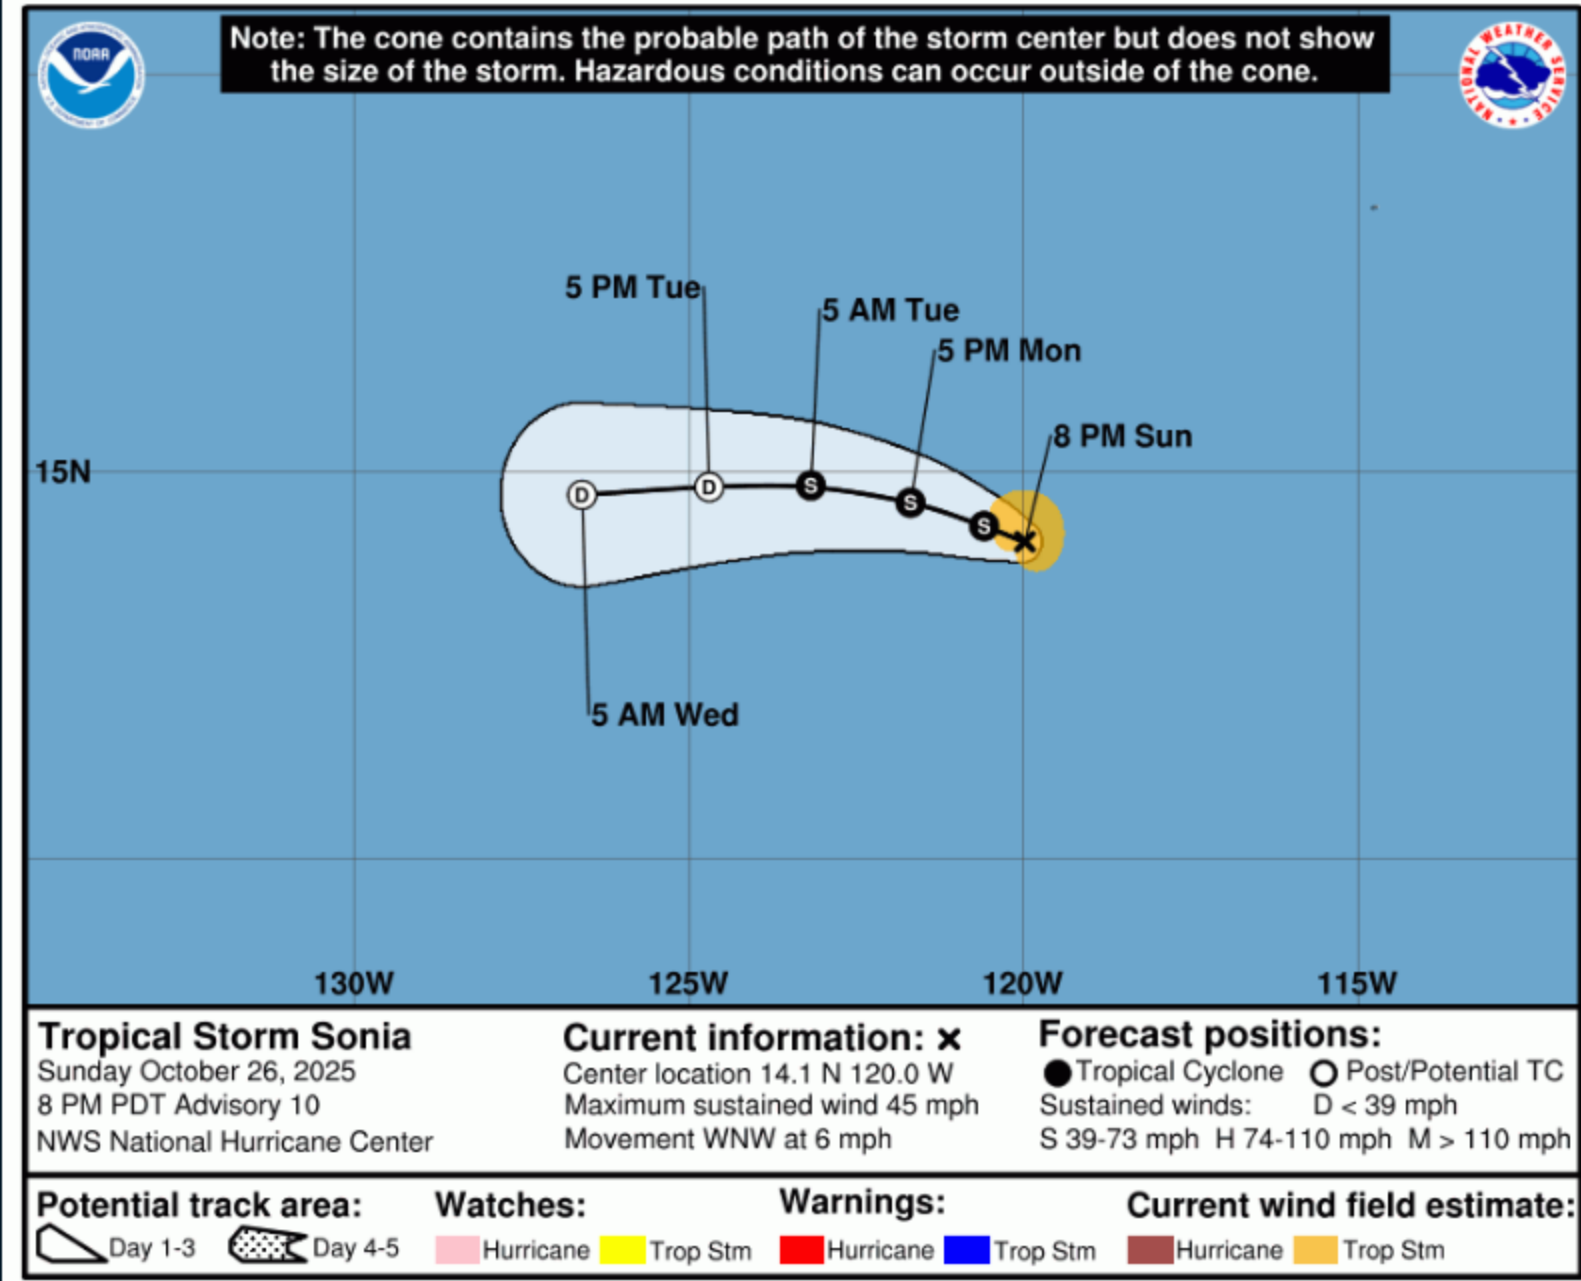 Note: The cone contains the probable path of the storm center but does not show
the size of the storm. Hazardous conditions can occur outside of the cone.
NOAA
NATIONAL WEATHER SERVICE
5 PM Tue
5 AM Tue
5 PM Mon
8 PM Sun
15N
D
D
S
S
S
5 AM Wed
130W
125W
120W
115W
Tropical Storm Sonia
Sunday October 26, 2025
8 PM PDT Advisory 10
NWS National Hurricane Center
Current information: ×
Center location 14.1 N 120.0 W
Maximum sustained wind 45 mph
Movement WNW at 6 mph
Forecast positions:
Tropical Cyclone Post/Potential TC
Sustained winds: D < 39 mph
S 39-73 mph H 74-110 mph M > 110 mph
Potential track area:
Day 1-3 Day 4-5
Watches:
Hurricane Trop Stm
Warnings:
Hurricane Trop Stm
Current wind field estimate:
Hurricane Trop Stm